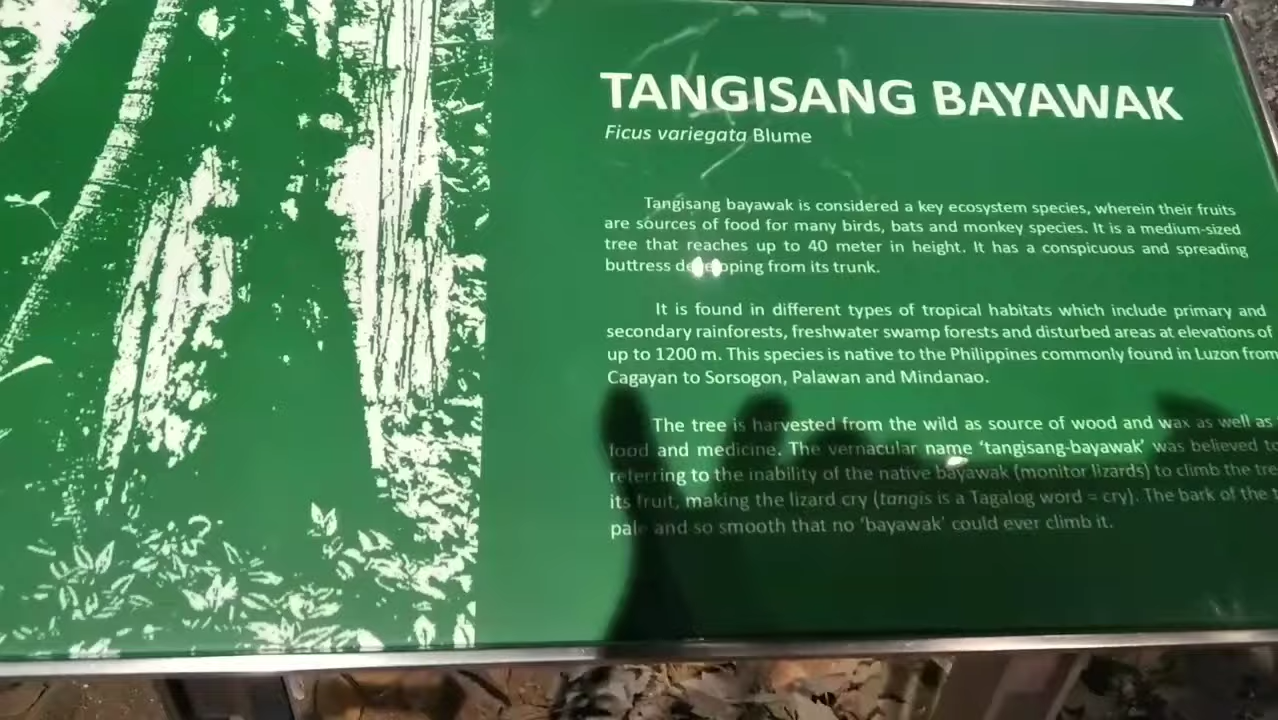 TANGISANG BAYAWAK
Ficus variegata Blume
Tangisang bayawak is considered a key ecosystem species, wherein their fruits
are sources of food for many birds, bats and monkey species. It is a medium-sized
tree that reaches up to 40 meter in height. It has a conspicuous and spreading
buttress developing from its trunk.
It is found in different types of tropical habitats which include primary and
secondary rainforests, freshwater swamp forests and disturbed areas at elevations of
up to 1200 m. This species is native to the Philippines commonly found in Luzon from
Cagayan to Sorsogon, Palawan and Mindanao.
The tree is harvested from the wild as source of wood and wax as well as
food and medicine. The vernacular name ‘tangisang-bayawak’ was believed to
referring to the inability of the native bayawak (monitor lizards) to climb the
its fruit, making the lizard cry (tangis is a Tagalog word = cry). The bark of the
pale and so smooth that no ‘bayawak’ could ever climb it.